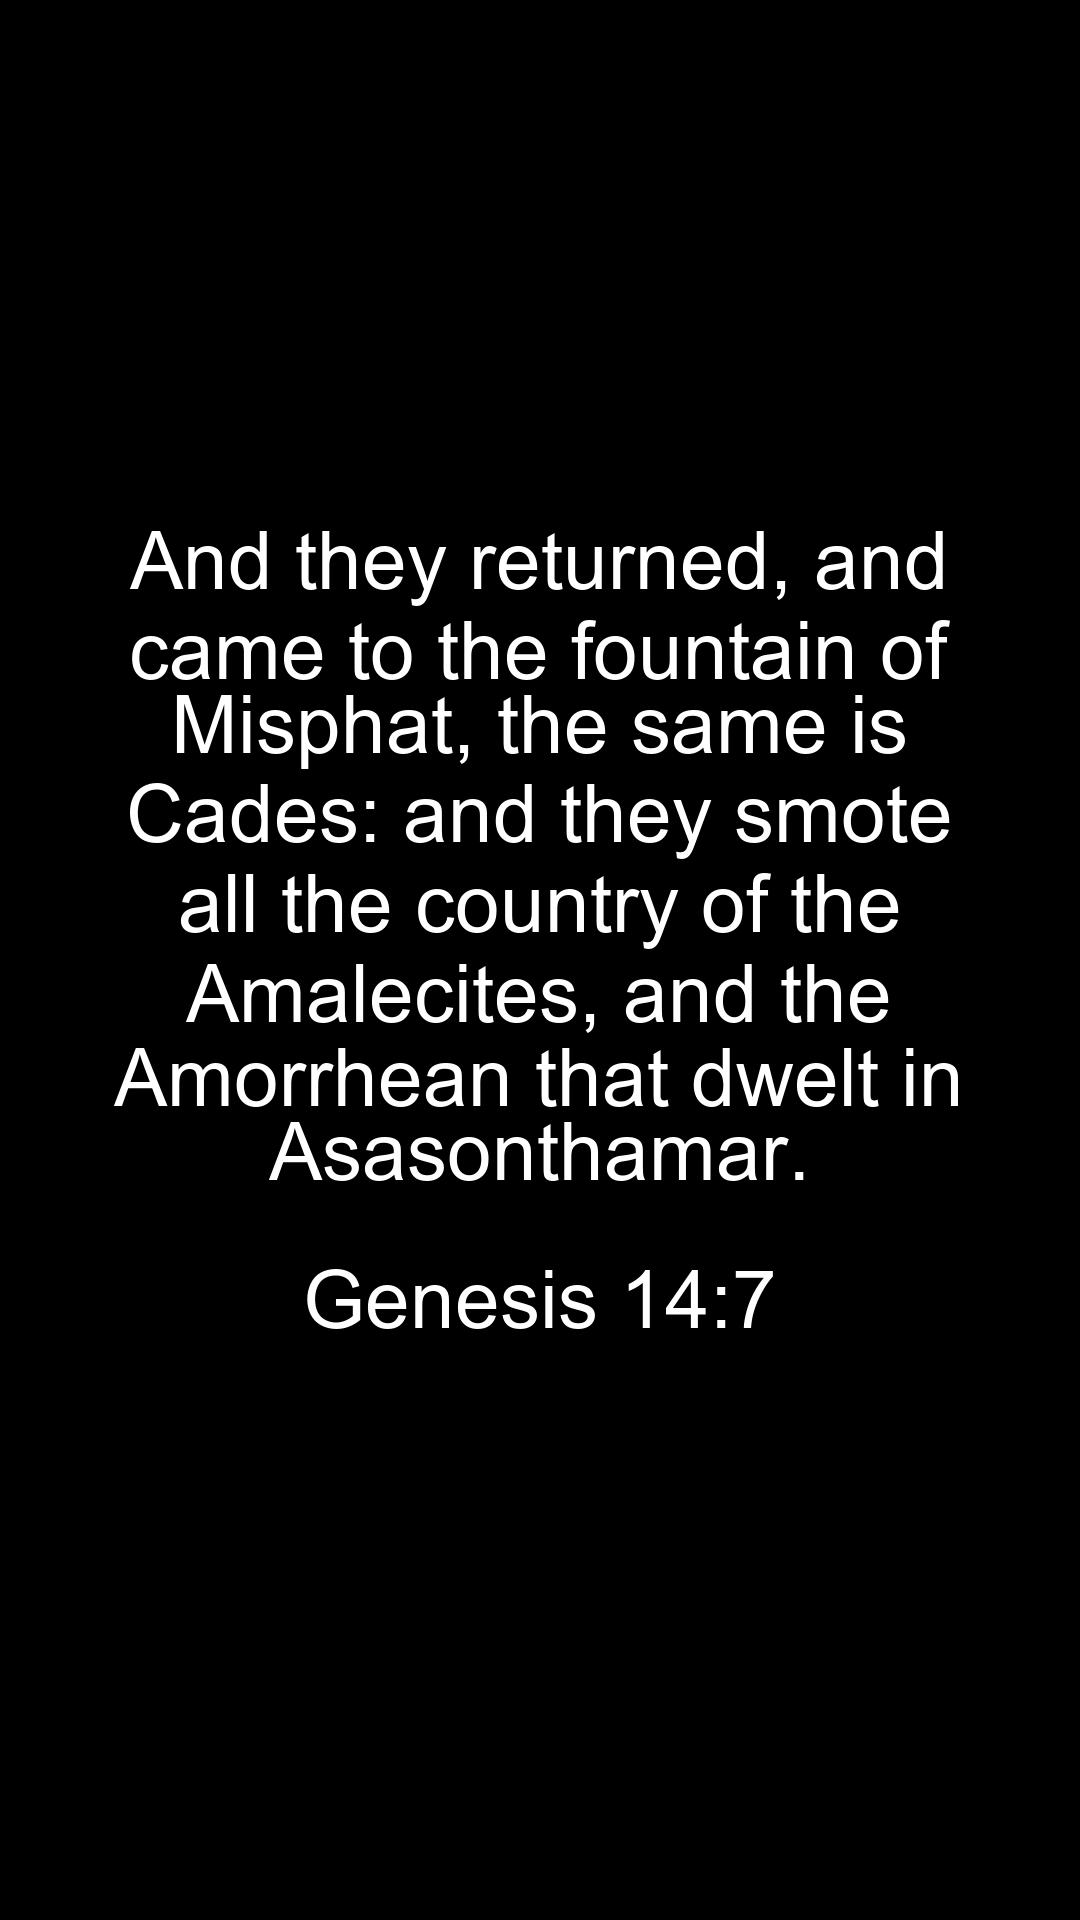 And they returned, and
came to the fountain of
Misphat, the same is
Cades: and they smote
all the country of the
Amalecites, and the
Amorrhean that dwelt in
Asasonthamar.
Genesis 14:7